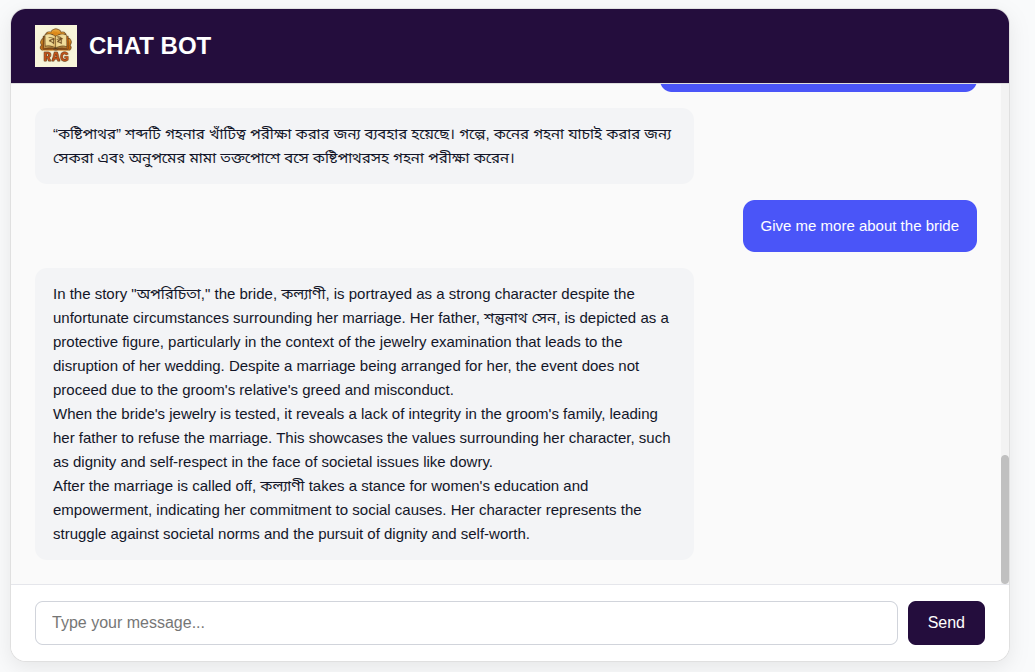 ব ব
RAG
CHAT BOT
“কষ্টিপাথর” শব্দটি গহনার খাঁটিত্ব পরীক্ষা করার জন্য ব্যবহার হয়েছে। গল্পে, কনের গহনা যাচাই করার জন্য
সেকরা এবং অনুপমের মামা তক্তপোশে বসে কষ্টিপাথরসহ গহনা পরীক্ষা করেন।
Give me more about the bride
In the story "অপরিচিতা," the bride, কল্যাণী, is portrayed as a strong character despite the
unfortunate circumstances surrounding her marriage. Her father, শম্ভুনাথ সেন, is depicted as a
protective figure, particularly in the context of the jewelry examination that leads to the
disruption of her wedding. Despite a marriage being arranged for her, the event does not
proceed due to the groom's relative's greed and misconduct.
When the bride's jewelry is tested, it reveals a lack of integrity in the groom's family, leading
her father to refuse the marriage. This showcases the values surrounding her character, such
as dignity and self-respect in the face of societal issues like dowry.
After the marriage is called off, কল্যাণী takes a stance for women's education and
empowerment, indicating her commitment to social causes. Her character represents the
struggle against societal norms and the pursuit of dignity and self-worth.
Type your message...
Send